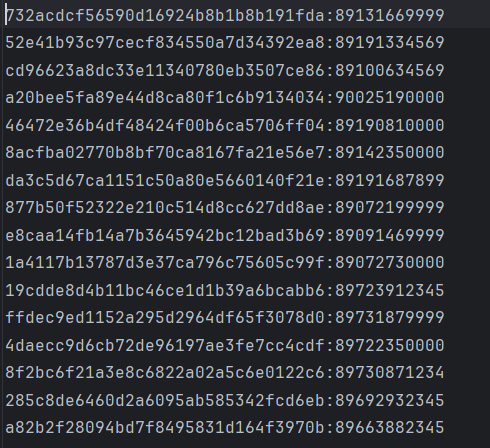 732acdcf56590d16924b8b1b8b191fda:89131669999
52e41b93c97cecf834550a7d34392ea8:89191334569
cd96623a8dc33e11340780eb3507ce86:89100634569
a20bee5fa89e44d8ca80f1c6b9134034:90025190000
46472e36b4df48424f00b6ca5706ff04:89190810000
8acfba02770b8bf70ca8167fa21e56e7:89142350000
da3c5d67ca1151c50a80e5660140f21e:89191687899
877b50f52322e210c514d8cc627dd8ae:89072199999
e8caa14fb14a7b3645942bc12bad3b69:89091469999
1a4117b13787d3e37ca796c75605c99f:89072730000
19cdde8d4b11bc46ce1d1b39a6bcabb6:89723912345
ffdec9ed1152a295d2964df65f3078d0:89731879999
4daecc9d6cb72de96197ae3fe7cc4cdf:89722350000
8f2bc6f21a3e8c6822a02a5c6e0122c6:89730871234
285c8de6460d2a6095ab585342fcd6eb:89692932345
a82b2f28094bd7f8495831d164f3970b:89663882345